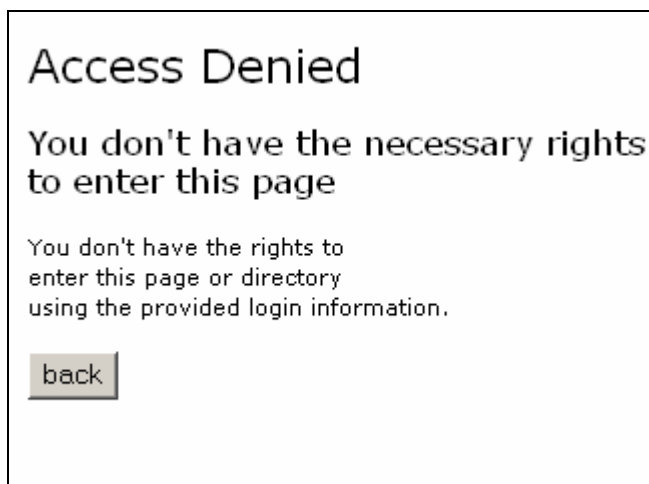 Access Denied
You don't have the necessary rights
to enter this page
You don't have the rights to
enter this page or directory
using the provided login information.
back